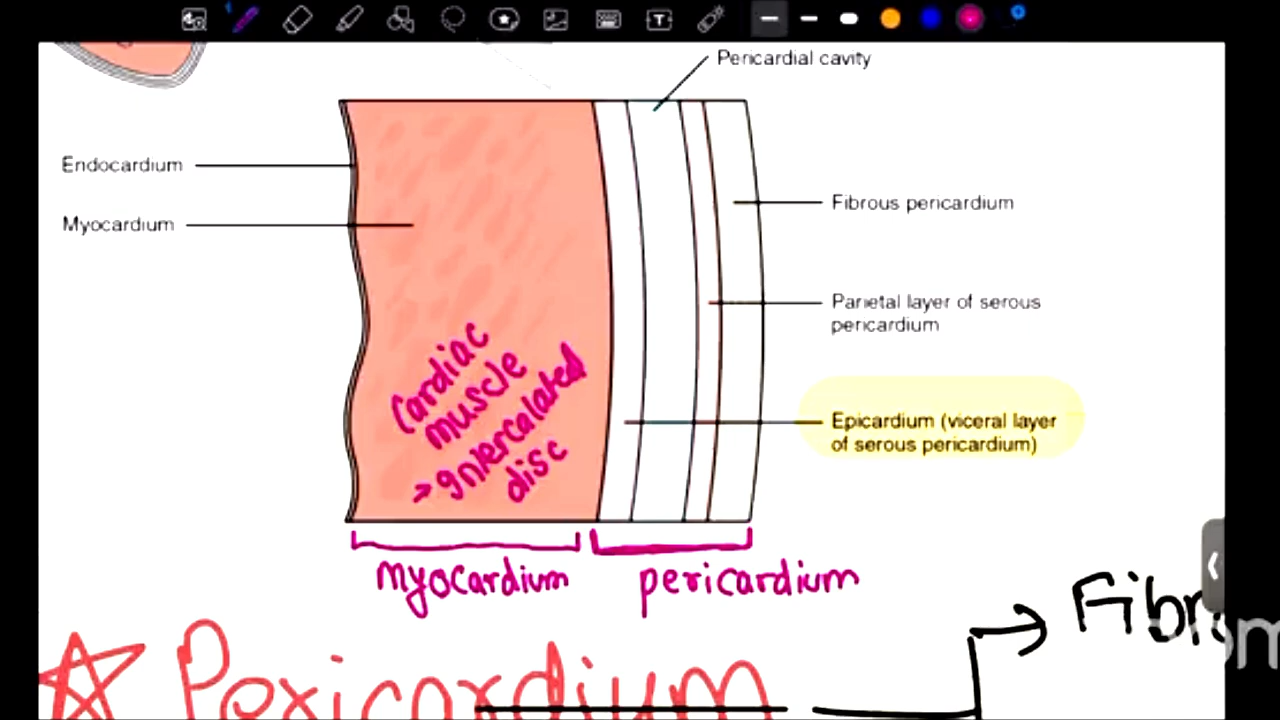 Pericardial cavity
Endocardium
Myocardium
Fibrous pericardium
Parietal layer of serous
pericardium
Epicardium (viceral layer
of serous pericardium)
Cardiac
muscle
→ Intercalated
disc
myocardium
pericardium
→ Fibr
Pericardium